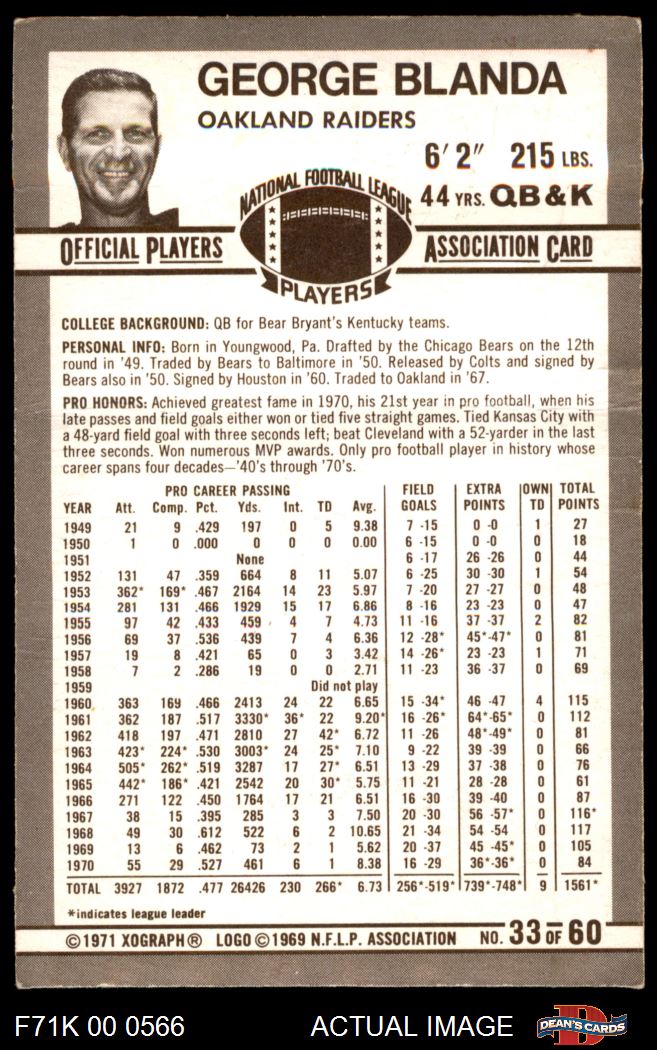 GEORGE BLANDA
OAKLAND RAIDERS
6' 2" 215 LBS.
44 YRS. QB & K
NATIONAL FOOTBALL LEAGUE
OFFICIAL PLAYERS ASSOCIATION CARD
PLAYERS
COLLEGE BACKGROUND: QB for Bear Bryant's Kentucky teams.
PERSONAL INFO: Born in Youngwood, Pa. Drafted by the Chicago Bears on the 12th
round in '49. Traded by Bears to Baltimore in '50. Released by Colts and signed by
Bears also in '50. Signed by Houston in '60. Traded to Oakland in '67.
PRO HONORS: Achieved greatest fame in 1970, his 21st year in pro football, when his
late passes and field goals either won or tied five straight games. Tied Kansas City with
a 48-yard field goal with three seconds left; beat Cleveland with a 52-yarder in the last
three seconds. Won numerous MVP awards. Only pro football player in history whose
career spans four decades—'40's through '70's.
PRO CAREER PASSING FIELD EXTRA OWN TOTAL
YEAR Att. Comp. Pct. Yds. Int. TD Avg. GOALS POINTS TD POINTS
1949 21 9 .429 197 0 5 9.38 7 -15 0 -0 1 27
1950 1 0 .000 0 0 0 0.00 6 -15 0 -0 0 18
1951 None 6 -17 26 -26 0 44
1952 131 47 .359 664 8 11 5.07 6 -25 30 -30 1 54
1953 362* 169* .467 2164 14 23 5.97 7 -20 27 -27 0 48
1954 281 131 .466 1929 15 17 6.86 8 -16 23 -23 0 47
1955 97 42 .433 459 4 7 4.73 11 -16 37 -37 2 82
1956 69 37 .536 439 7 4 6.36 12 -28* 45*-47* 0 81
1957 19 8 .421 65 0 3 3.42 14 -26* 23 -23 1 71
1958 7 2 .286 19 0 0 2.71 11 -23 36 -37 0 69
1959 Did not play
1960 363 169 .466 2413 24 22 6.65 15 -34* 46 -47 4 115
1961 362 187 .517 3330* 36* 22 9.20* 16 -26* 64*-65* 0 112
1962 418 197 .471 2810 27 42* 6.72 11 -26 48*-49* 0 81
1963 423* 224* .530 3003* 24 25* 7.10 9 -22 39 -39 0 66
1964 505* 262* .519 3287 17 27* 6.51 13 -29 37 -38 0 76
1965 442* 186* .421 2542 20 30* 5.75 11 -21 28 -28 0 61
1966 271 122 .450 1764 17 21 6.51 16 -30 39 -40 0 87
1967 38 15 .395 285 3 3 7.50 20 -30 56 -57* 0 116*
1968 49 30 .612 522 6 2 10.65 21 -34 54 -54 0 117
1969 13 6 .462 73 2 1 5.62 20 -37 45 -45* 0 105
1970 55 29 .527 461 6 1 8.38 16 -29 36*-36* 0 84
TOTAL 3927 1872 .477 26426 230 266* 6.73 256*-519* 739*-748* 9 1561*
*indicates league leader
©1971 XOGRAPH® LOGO ©1969 N.F.L.P. ASSOCIATION NO. 33 OF 60
F71K 00 0566 ACTUAL IMAGE D DEAN'S CARDS